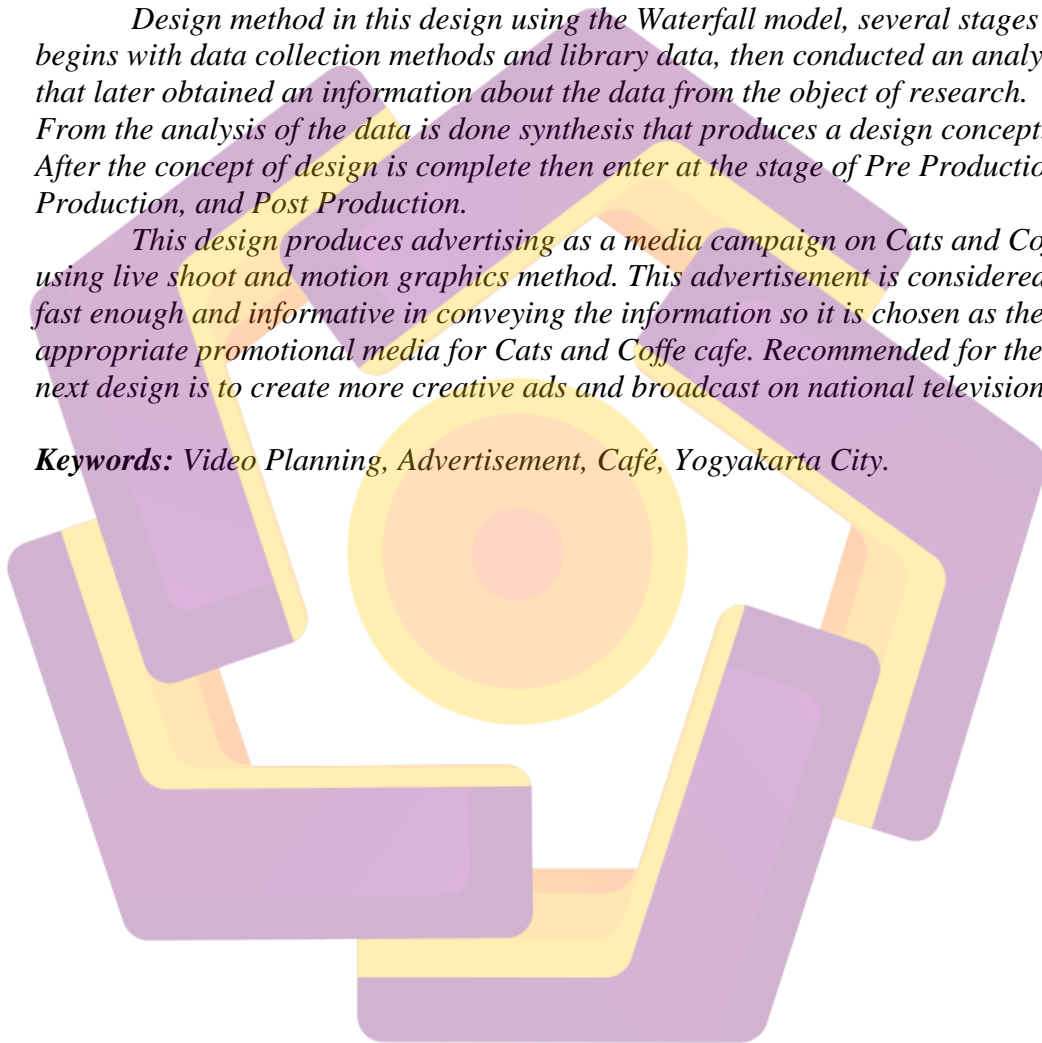 Design method in this design using the Waterfall model, several stages
begins with data collection methods and library data, then conducted an
that later obtained an information about the data from the object of research.
From the analysis of the data is done synthesis that produces a design concept.
After the concept of design is complete then enter at the stage of Pre
Production, and Post Production.
This design produces advertising as a media campaign on Cats and
using live shoot and motion graphics method. This advertisement is considered
fast enough and informative in conveying the information so it is chosen as the
appropriate promotional media for Cats and Coffe cafe. Recommended for the
next design is to create more creative ads and broadcast on national television
Keywords: Video Planning, Advertisement, Café, Yogyakarta City.